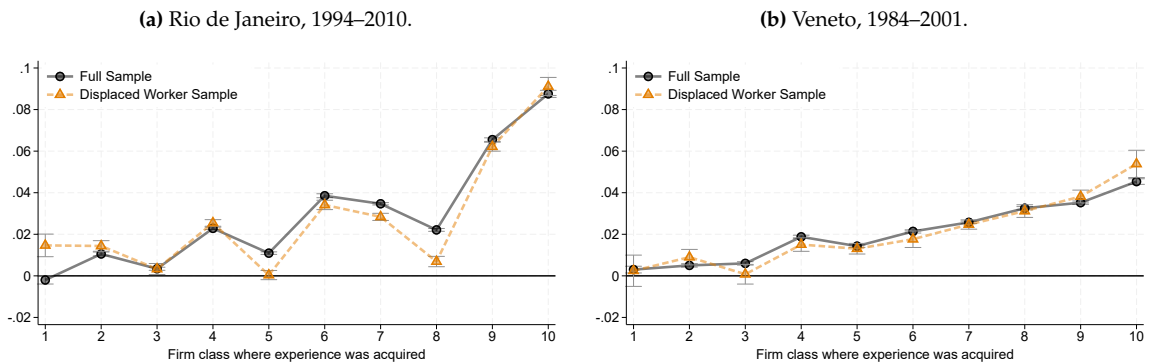 (a) Rio de Janeiro, 1994–2010.
.1
.08
.06
.04
.02
0
-.02
Full Sample
Displaced Worker Sample
1 2 3 4 5 6 7 8 9 10
Firm class where experience was acquired
(b) Veneto, 1984–2001.
.1
.08
.06
.04
.02
0
-.02
Full Sample
Displaced Worker Sample
1 2 3 4 5 6 7 8 9 10
Firm class where experience was acquired